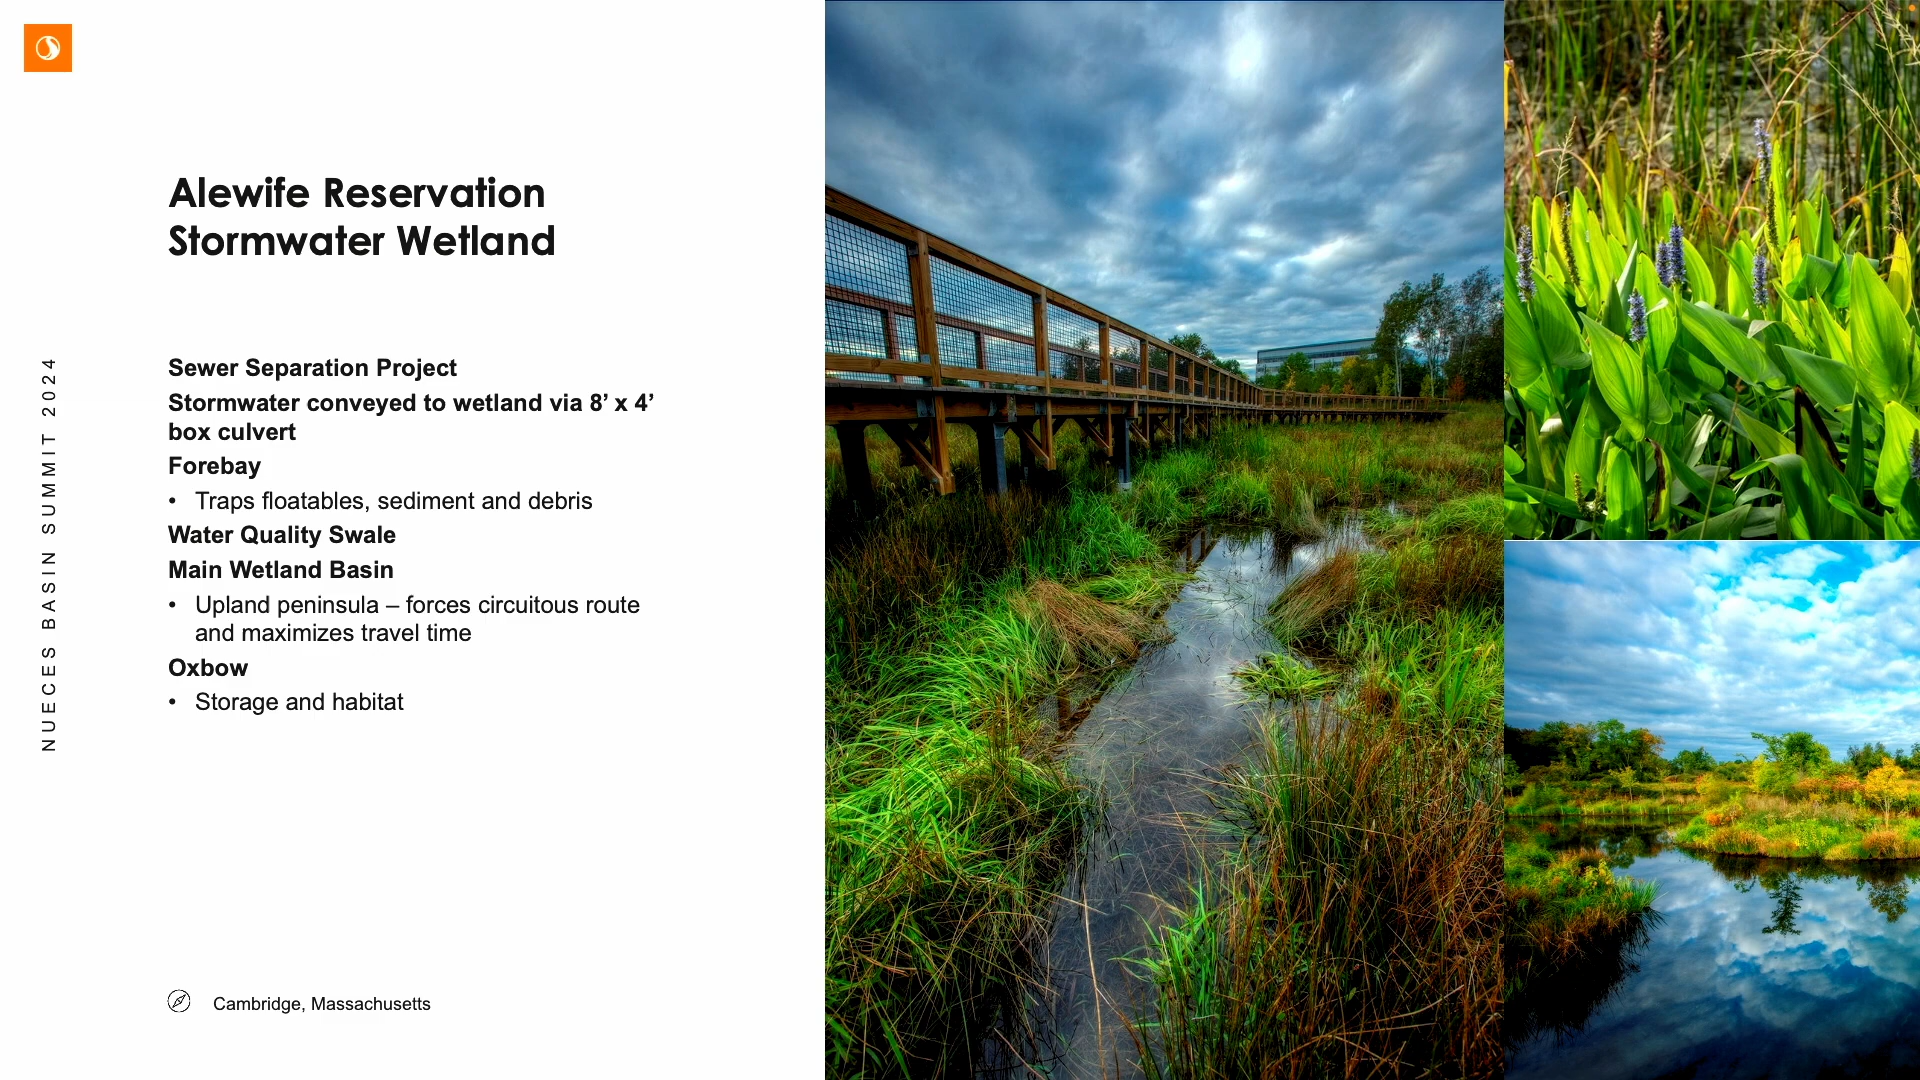 Alewife Reservation
Stormwater Wetland
Sewer Separation Project
Stormwater conveyed to wetland via 8’ x 4’
box culvert
Forebay
• Traps floatables, sediment and debris
Water Quality Swale
Main Wetland Basin
• Upland peninsula – forces circuitous route
and maximizes travel time
Oxbow
• Storage and habitat
NUECES BASIN SUMMIT 2024
Cambridge, Massachusetts